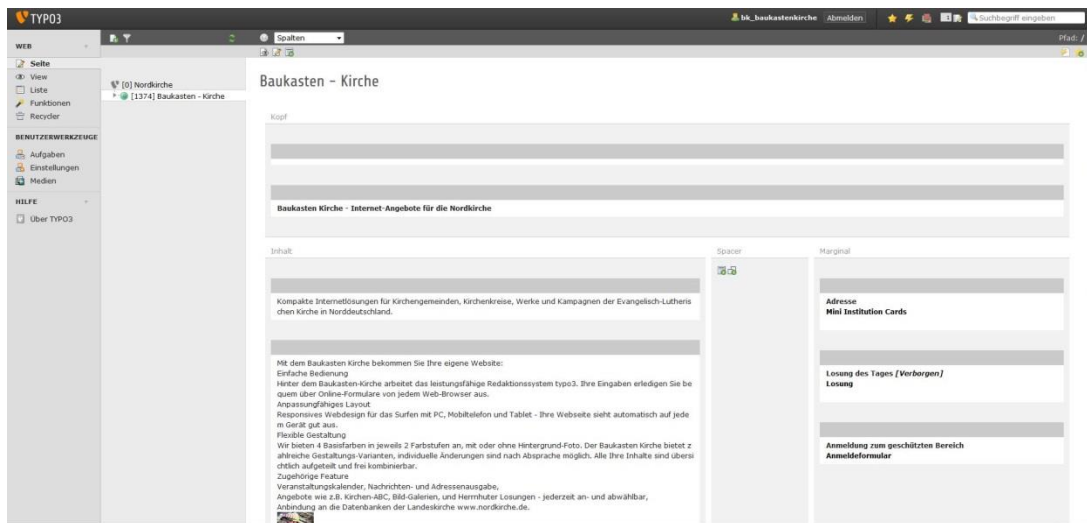 TYPO3
bk_baukastenkirche Abmelden
Suchbegriff eingeben
WEB
Spalten
Pfad: /
Seite
View
Liste
Funktionen
Recycler
BENUTZERWERKZEUGE
Aufgaben
Einstellungen
Medien
HILFE
Über TYPO3
[0] Nordkirche
[1374] Baukasten - Kirche
Baukasten - Kirche
Kopf
Baukasten Kirche - Internet-Angebote für die Nordkirche
Inhalt
Kompakte Internetlösungen für Kirchengemeinden, Kirchenkreise, Werke und Kampagnen der Evangelisch-Lutheris
chen Kirche in Norddeutschland.
Mit dem Baukasten Kirche bekommen Sie Ihre eigene Website:
Einfache Bedienung
Hinter dem Baukasten-Kirche arbeitet das leistungsfähige Redaktionssystem typo3. Ihre Eingaben erledigen Sie be
quem über Online-Formulare von jedem Web-Browser aus.
Anpassungfähiges Layout
Responsives Webdesign für das Surfen mit PC, Mobiltelefon und Tablet - Ihre Webseite sieht automatisch auf jede
m Gerät gut aus.
Flexible Gestaltung
Wir bieten 4 Basisfarben in jeweils 2 Farbstufen an, mit oder ohne Hintergrund-Foto. Der Baukasten Kirche bietet z
ahlreiche Gestaltungs-Varianten, individuelle Änderungen sind nach Absprache möglich. Alle Ihre Inhalte sind übersi
chtlich aufgeteilt und frei kombinierbar.
Zugehörige Feature
Veranstaltungskalender, Nachrichten- und Adressenausgabe,
Angebote wie z.B. Kirchen-ABC, Bild-Galerien, und Herrnhuter Losungen - jederzeit an- und abwählbar,
Anbindung an die Datenbanken der Landeskirche www.nordkirche.de.
Spacer
Marginal
Adresse
Mini Institution Cards
Losung des Tages [Verborgen]
Losung
Anmeldung zum geschützten Bereich
Anmeldeformular